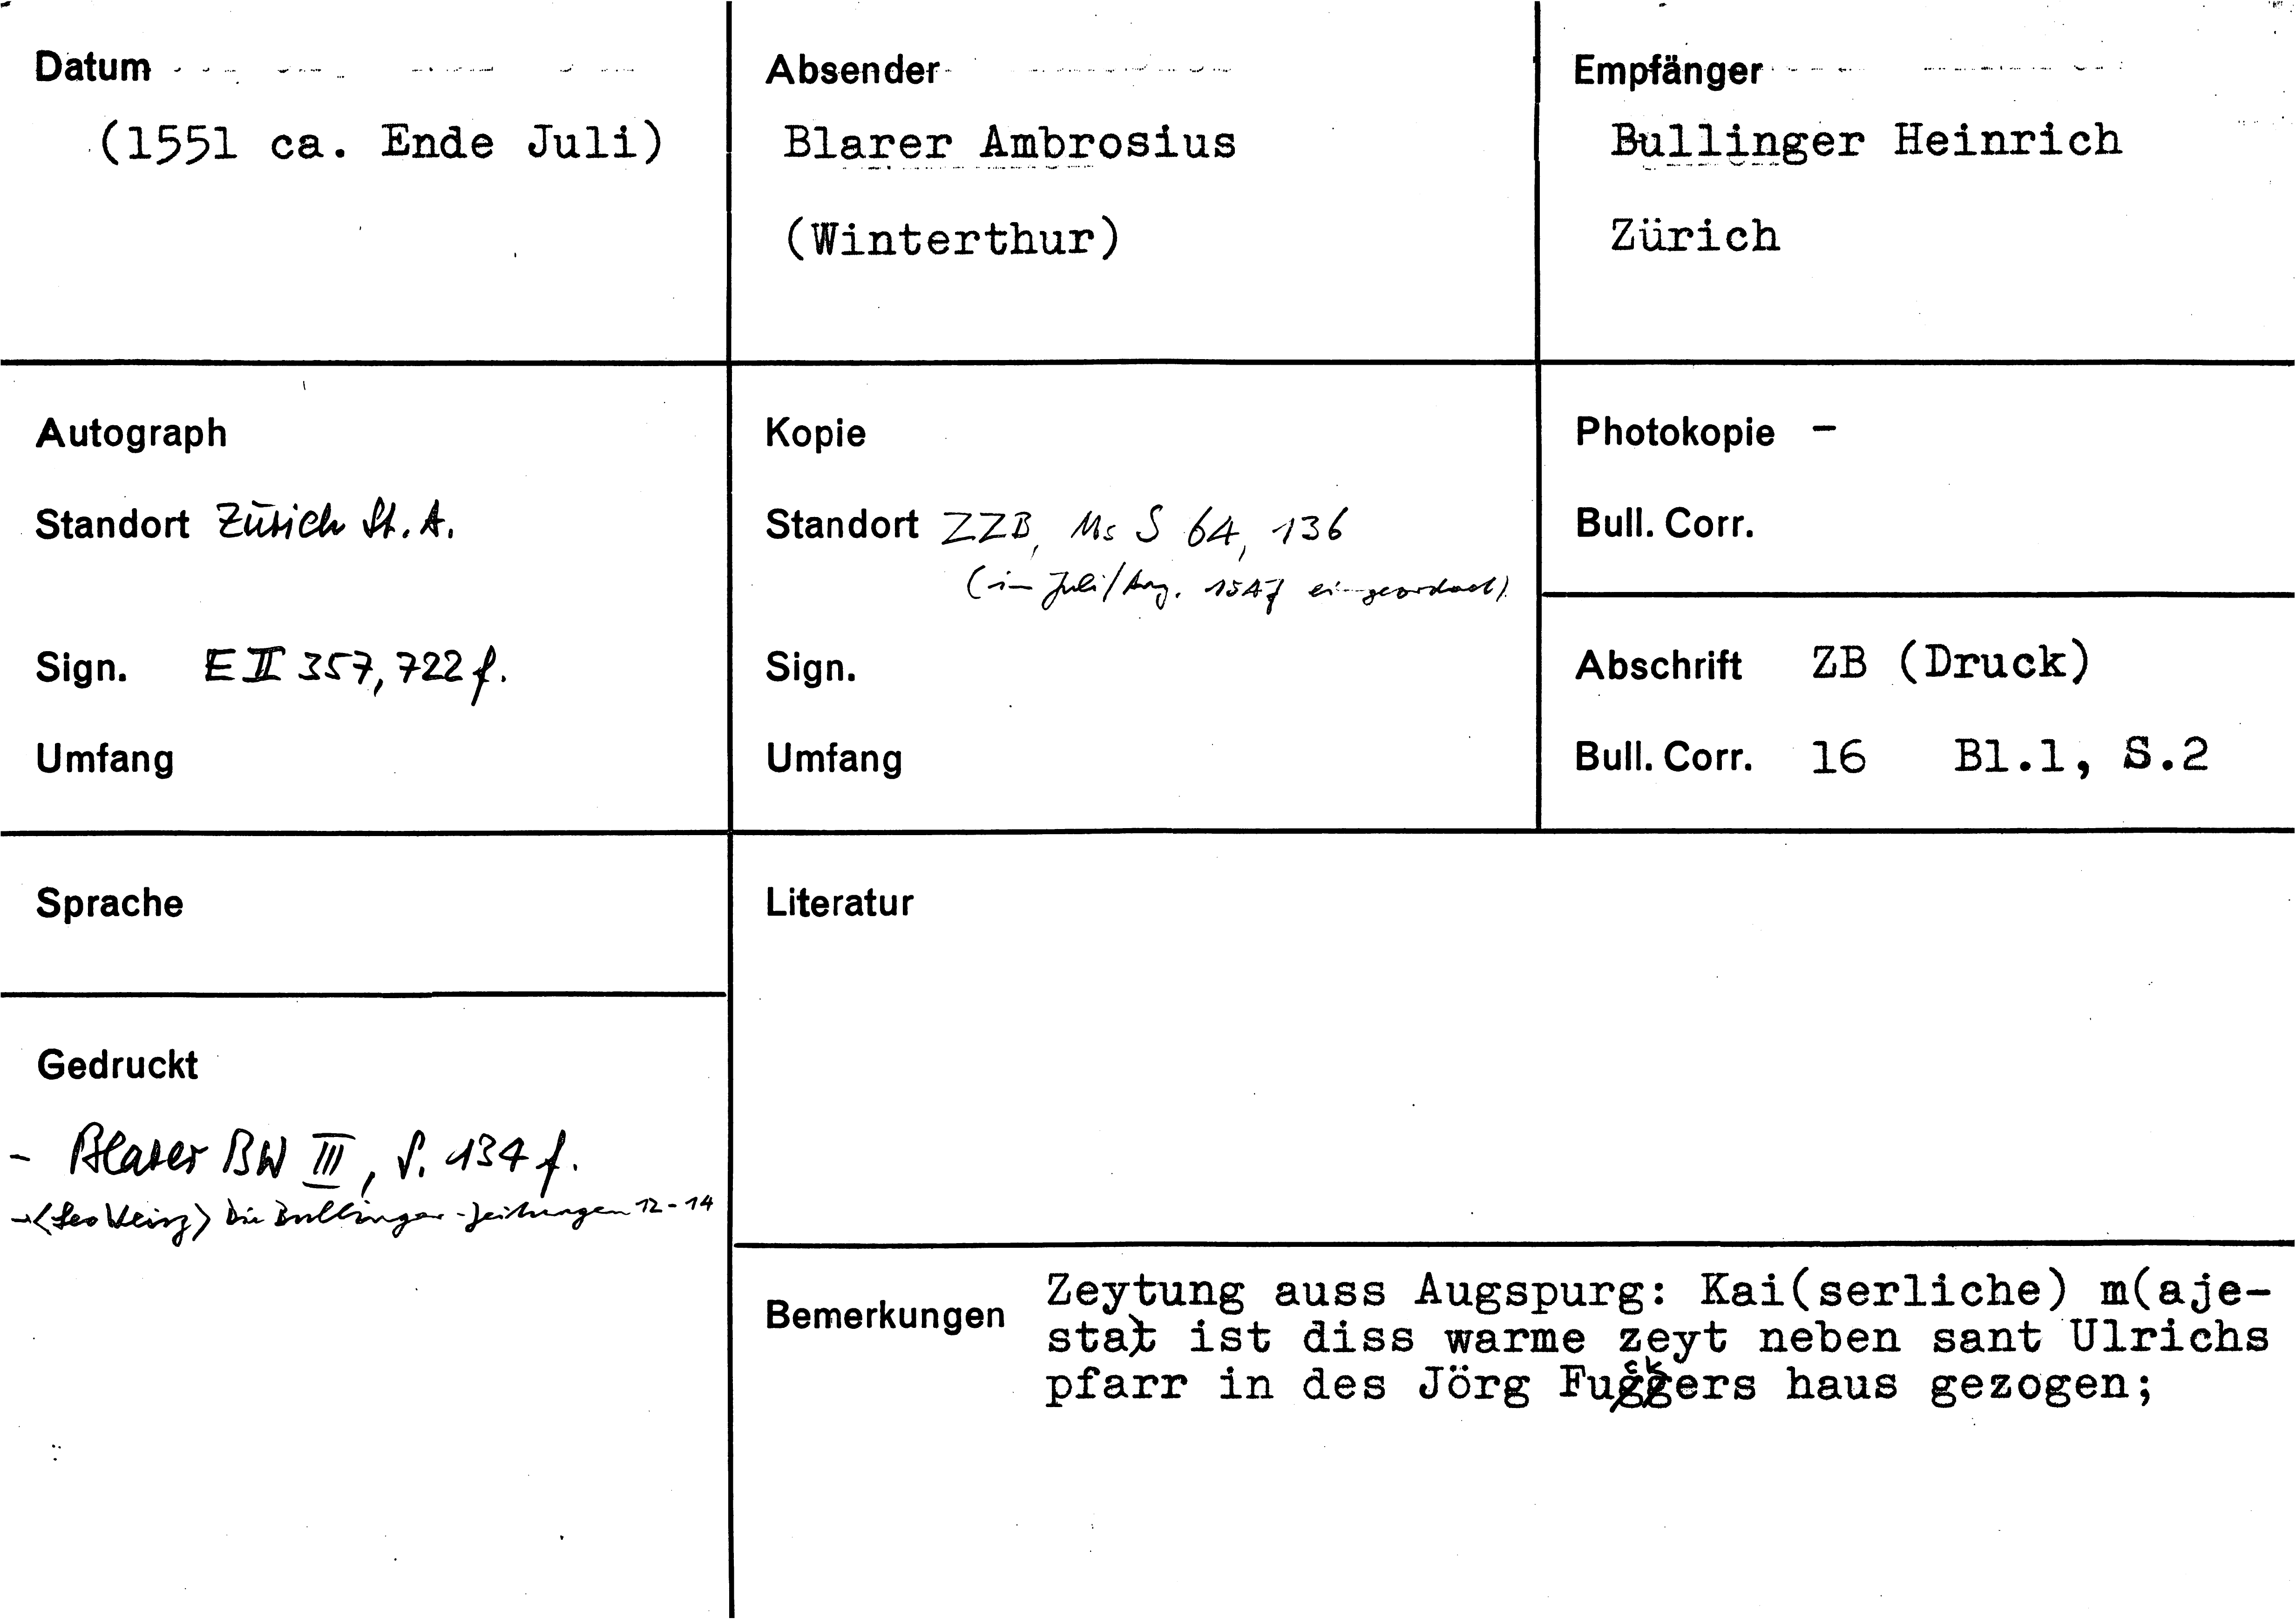 Datum
(1551 ca. Ende Juli)
Absender
Blarer Ambrosius
(Winterthur)
Empfänger
Bullinger Heinrich
Zürich
Autograph
Standort Zürich St. A.
Sign. E II 357, 722 f.
Umfang
Kopie
Standort ZZB, Ms S 64, 136
(im Juli/Aug. 1547 eingeordnet)
Sign.
Umfang
Photokopie -
Bull. Corr.
Abschrift ZB (Druck)
Bull. Corr. 16 Bl.1, S.2
Sprache
Gedruckt
- Blarer BW III, S. 134 f.
-<Leo Weisz> Die Bullinger-Zeitungen 12-14
Literatur
Bemerkungen
Zeytung auss Augspurg: Kai(serliche) m(aje-
stat ist diss warme zeyt neben sant Ulrichs
pfarr in des Jörg Fuckers haus gezogen;